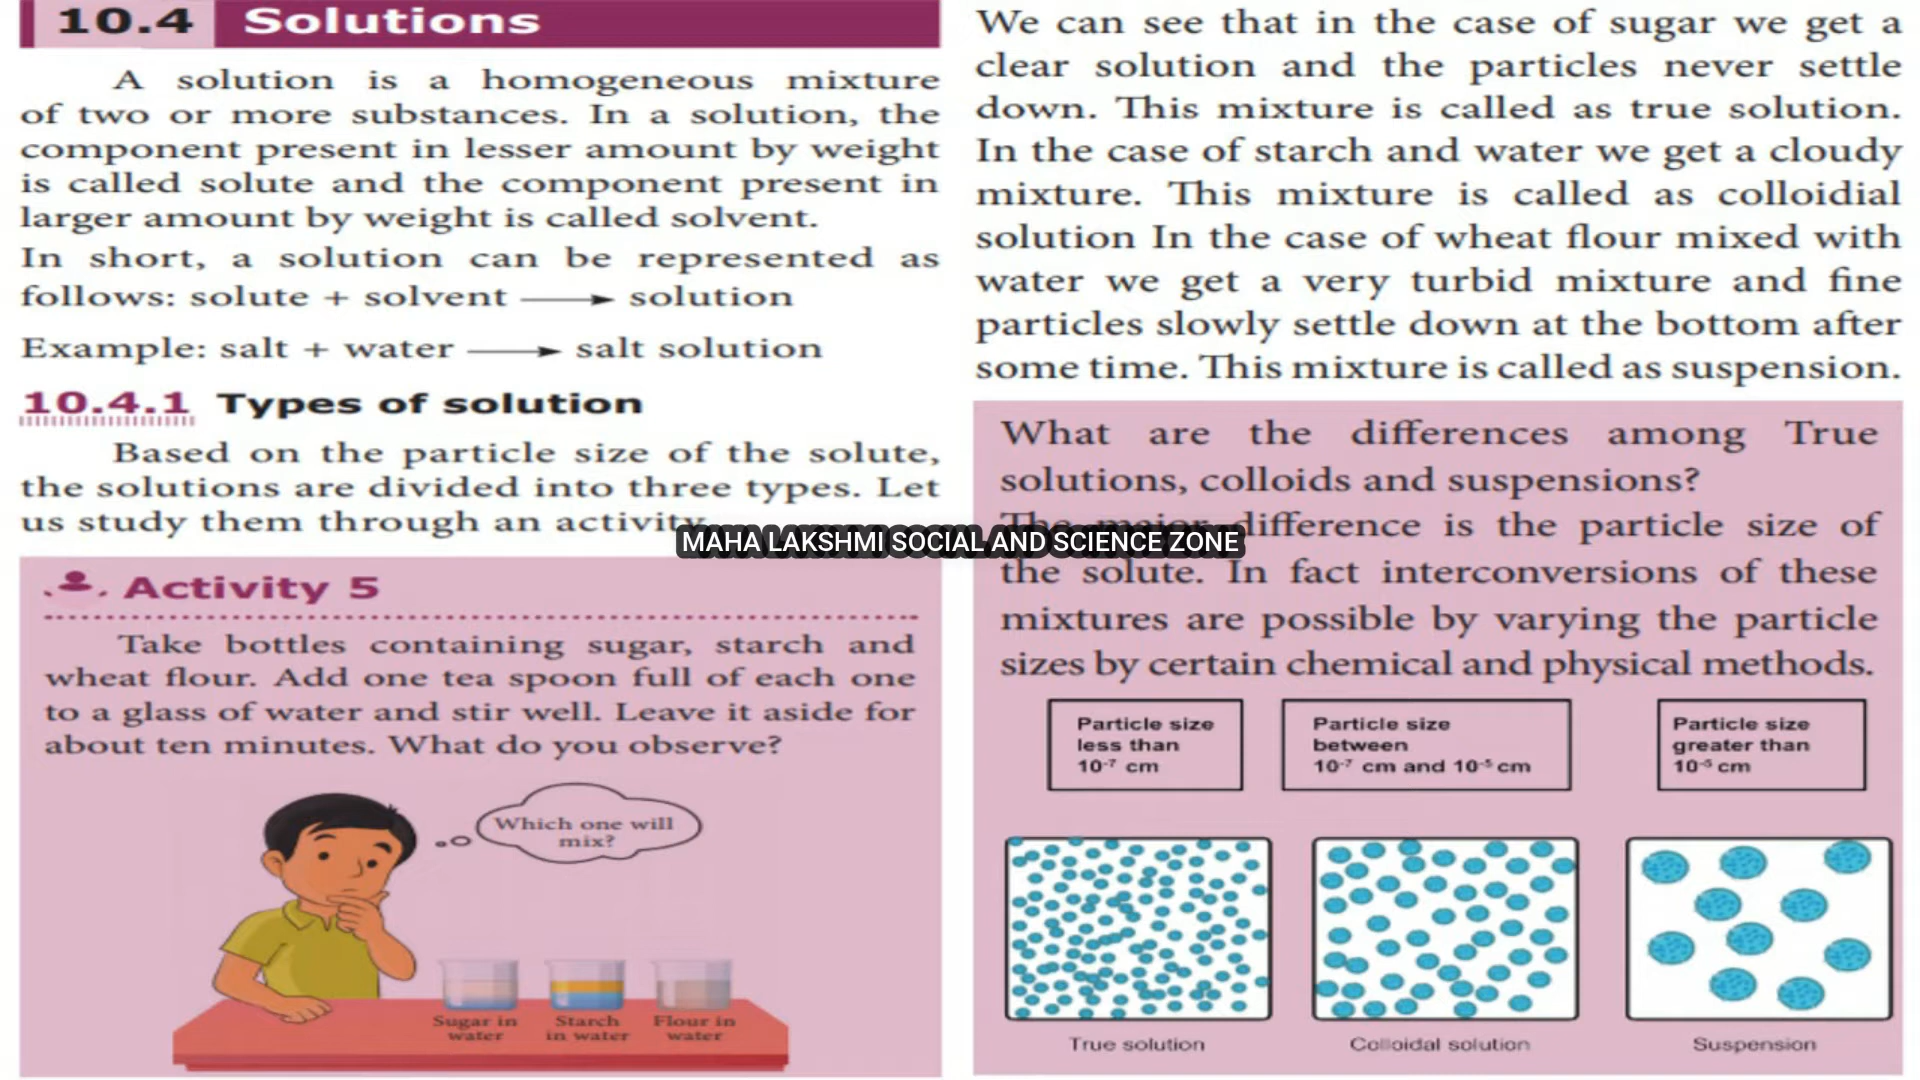 10.4 Solutions
A solution is a homogeneous mixture
of two or more substances. In a solution, the
component present in lesser amount by weight
is called solute and the component present in
larger amount by weight is called solvent.
In short, a solution can be represented as
follows: solute + solvent ⟶ solution
Example: salt + water ⟶ salt solution
10.4.1 Types of solution
Based on the particle size of the solute,
the solutions are divided into three types. Let
us study them through an activity
Activity 5
Take bottles containing sugar, starch and
wheat flour. Add one tea spoon full of each one
to a glass of water and stir well. Leave it aside for
about ten minutes. What do you observe?
Which one will
mix?
Sugar in
water
Starch
in water
Flour in
water
We can see that in the case of sugar we get a
clear solution and the particles never settle
down. This mixture is called as true solution.
In the case of starch and water we get a cloudy
mixture. This mixture is called as colloidial
solution In the case of wheat flour mixed with
water we get a very turbid mixture and fine
particles slowly settle down at the bottom after
some time. This mixture is called as suspension.
MAHA LAKSHMI SOCIAL AND SCIENCE ZONE
What are the differences among True
solutions, colloids and suspensions?
The major difference is the particle size of
the solute. In fact interconversions of these
mixtures are possible by varying the particle
sizes by certain chemical and physical methods.
Particle size
less than
10⁻⁷ cm
Particle size
between
10⁻⁷ cm and 10⁻⁵ cm
Particle size
greater than
10⁻⁵ cm
True solution
Colloidal solution
Suspension